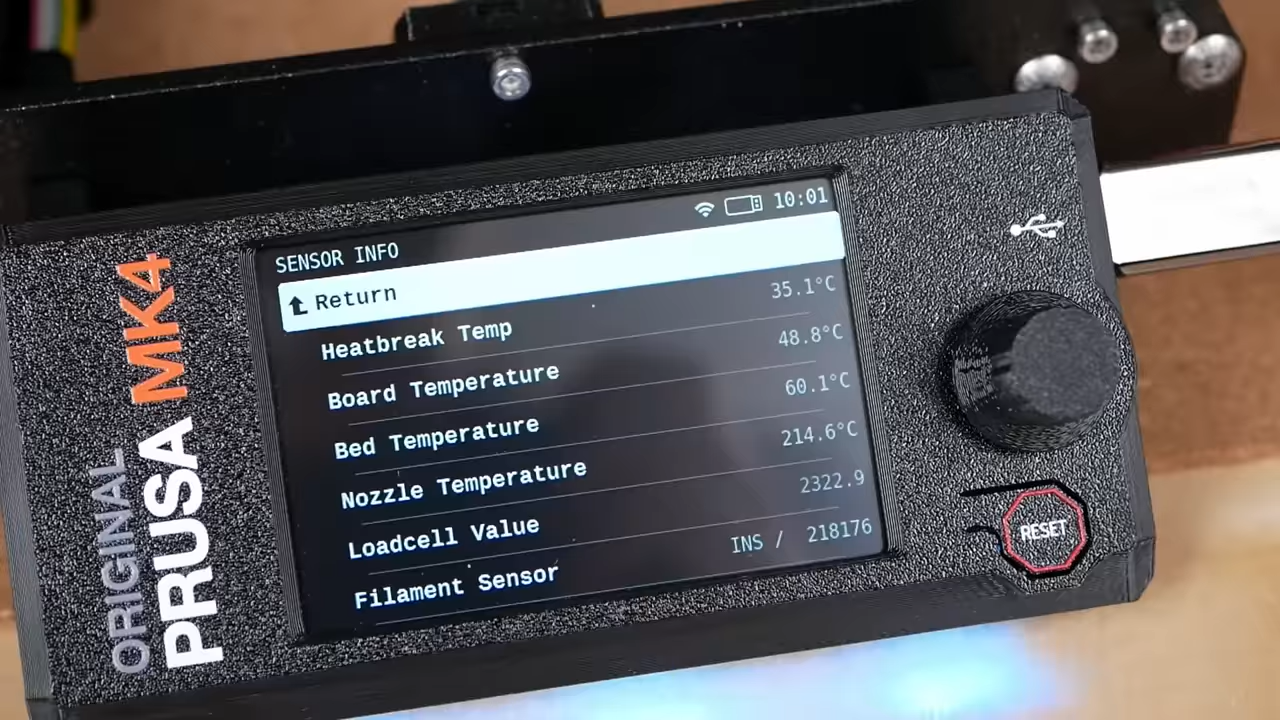 ORIGINAL
PRUSA MK4
10:01
SENSOR INFO
Return
Heatbreak Temp 35.1°C
Board Temperature 48.8°C
Bed Temperature 60.1°C
Nozzle Temperature 214.6°C
Loadcell Value 2322.9
Filament Sensor INS / 218176
RESET